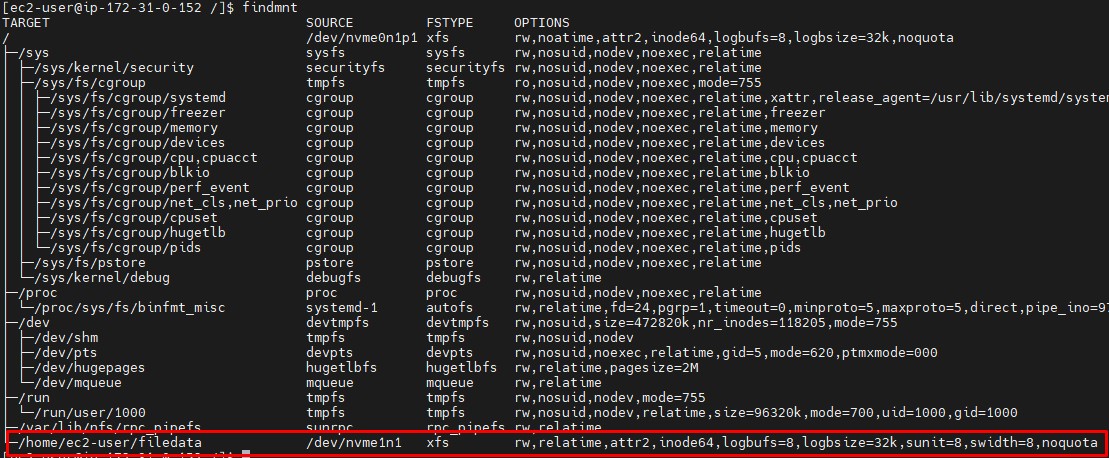 [ec2-user@ip-172-31-0-152 /]$ findmnt
TARGET SOURCE FSTYPE OPTIONS
/ /dev/nvme0n1p1 xfs rw,noatime,attr2,inode64,logbufs=8,logbsize=32k,noquota
├─/sys sysfs sysfs rw,nosuid,nodev,noexec,relatime
│ ├─/sys/kernel/security securityfs securityfs rw,nosuid,nodev,noexec,relatime
│ ├─/sys/fs/cgroup tmpfs tmpfs ro,nosuid,nodev,noexec,mode=755
│ │ ├─/sys/fs/cgroup/systemd cgroup cgroup rw,nosuid,nodev,noexec,relatime,xattr,release_agent=/usr/lib/systemd/system
│ │ ├─/sys/fs/cgroup/freezer cgroup cgroup rw,nosuid,nodev,noexec,relatime,freezer
│ │ ├─/sys/fs/cgroup/memory cgroup cgroup rw,nosuid,nodev,noexec,relatime,memory
│ │ ├─/sys/fs/cgroup/devices cgroup cgroup rw,nosuid,nodev,noexec,relatime,devices
│ │ ├─/sys/fs/cgroup/cpu,cpuacct cgroup cgroup rw,nosuid,nodev,noexec,relatime,cpu,cpuacct
│ │ ├─/sys/fs/cgroup/blkio cgroup cgroup rw,nosuid,nodev,noexec,relatime,blkio
│ │ ├─/sys/fs/cgroup/perf_event cgroup cgroup rw,nosuid,nodev,noexec,relatime,perf_event
│ │ ├─/sys/fs/cgroup/net_cls,net_prio cgroup cgroup rw,nosuid,nodev,noexec,relatime,net_cls,net_prio
│ │ ├─/sys/fs/cgroup/cpuset cgroup cgroup rw,nosuid,nodev,noexec,relatime,cpuset
│ │ ├─/sys/fs/cgroup/hugetlb cgroup cgroup rw,nosuid,nodev,noexec,relatime,hugetlb
│ │ └─/sys/fs/cgroup/pids cgroup cgroup rw,nosuid,nodev,noexec,relatime,pids
│ ├─/sys/fs/pstore pstore pstore rw,nosuid,nodev,noexec,relatime
│ └─/sys/kernel/debug debugfs debugfs rw,relatime
├─/proc proc proc rw,nosuid,nodev,noexec,relatime
│ └─/proc/sys/fs/binfmt_misc systemd-1 autofs rw,relatime,fd=24,pgrp=1,timeout=0,minproto=5,maxproto=5,direct,pipe_ino=97
├─/dev devtmpfs devtmpfs rw,nosuid,size=472820k,nr_inodes=118205,mode=755
│ ├─/dev/shm tmpfs tmpfs rw,nosuid,nodev
│ ├─/dev/pts devpts devpts rw,nosuid,noexec,relatime,gid=5,mode=620,ptmxmode=000
│ ├─/dev/hugepages hugetlbfs hugetlbfs rw,relatime,pagesize=2M
│ └─/dev/mqueue mqueue mqueue rw,relatime
├─/run tmpfs tmpfs rw,nosuid,nodev,mode=755
│ └─/run/user/1000 tmpfs tmpfs rw,nosuid,nodev,relatime,size=96320k,mode=700,uid=1000,gid=1000
├─/var/lib/nfs/rpc_pipefs sunrpc rpc_pipefs rw,relatime
└─/home/ec2-user/filedata /dev/nvme1n1 xfs rw,relatime,attr2,inode64,logbufs=8,logbsize=32k,sunit=8,swidth=8,noquota
[ec2-user@ip-172-31-0-152 /]$